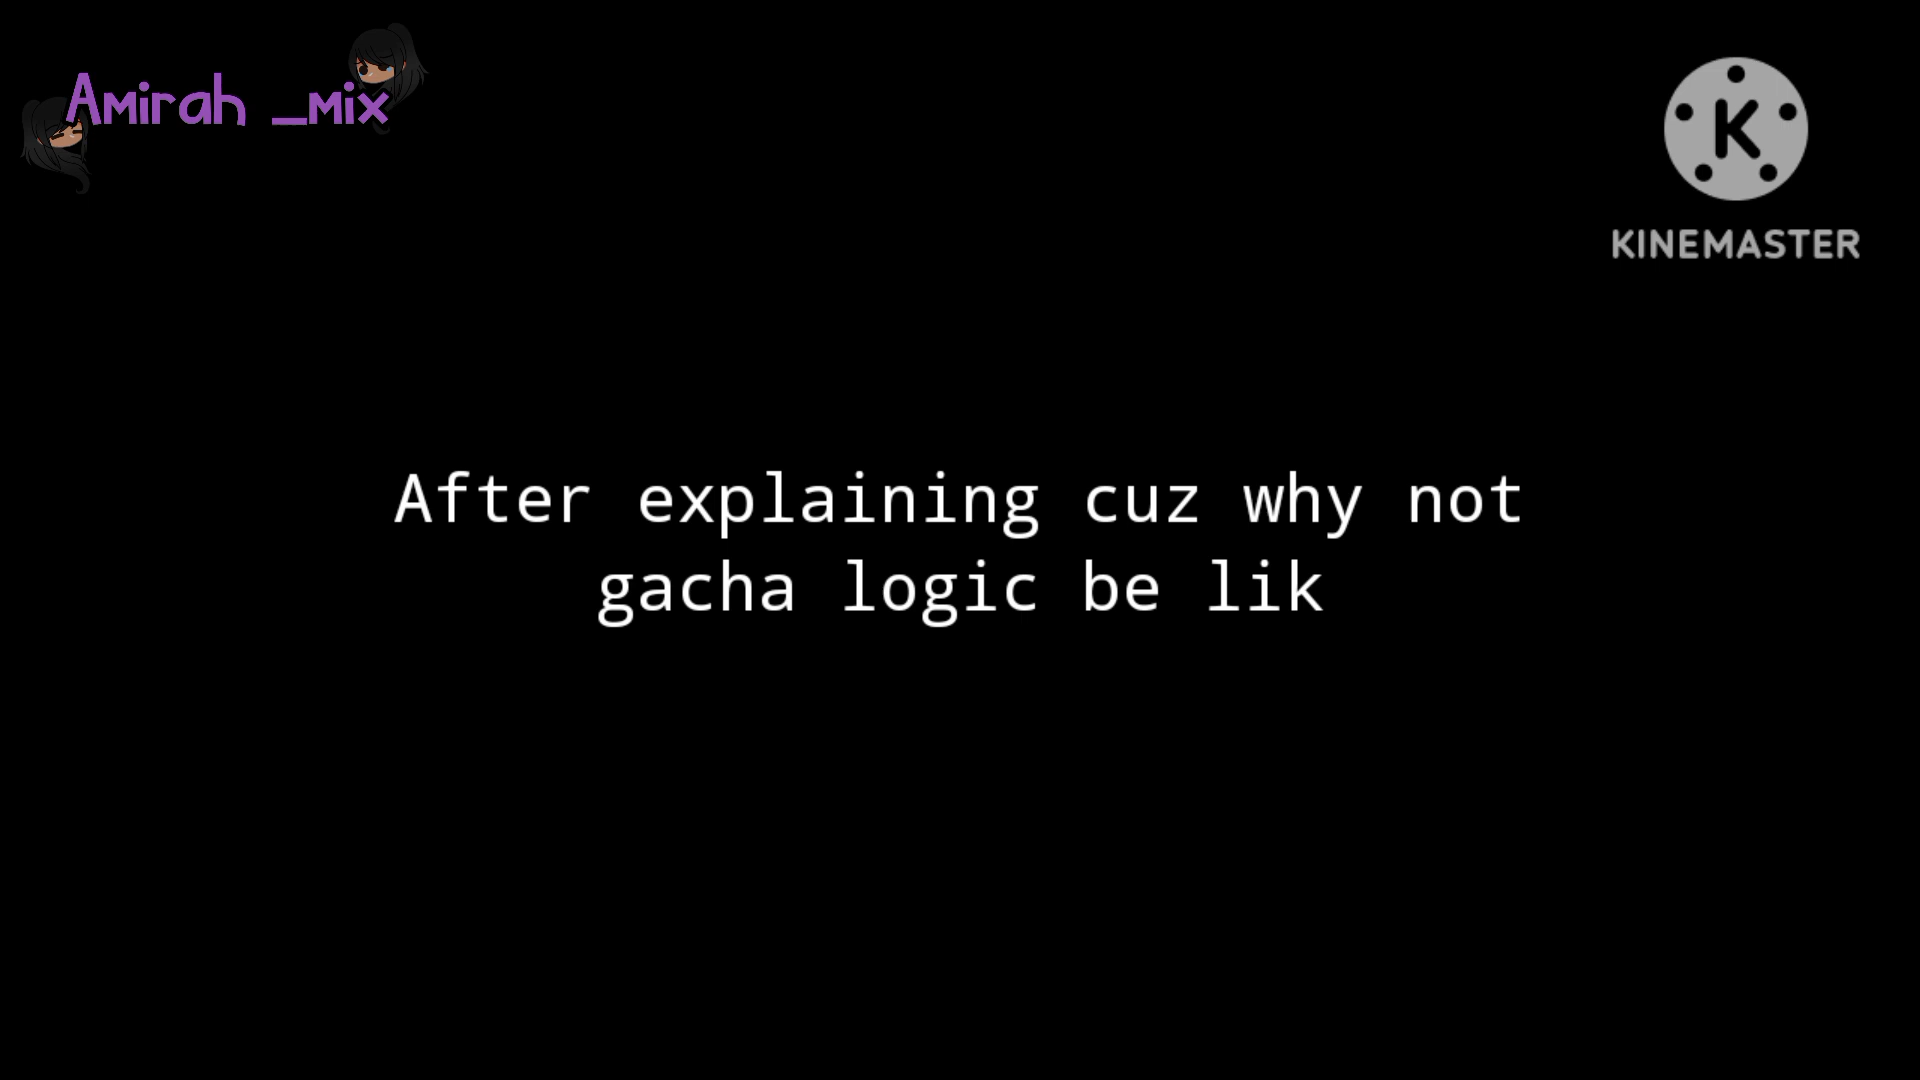 Amirah _mix
K
KINEMASTER
After explaining cuz why not
gacha logic be lik